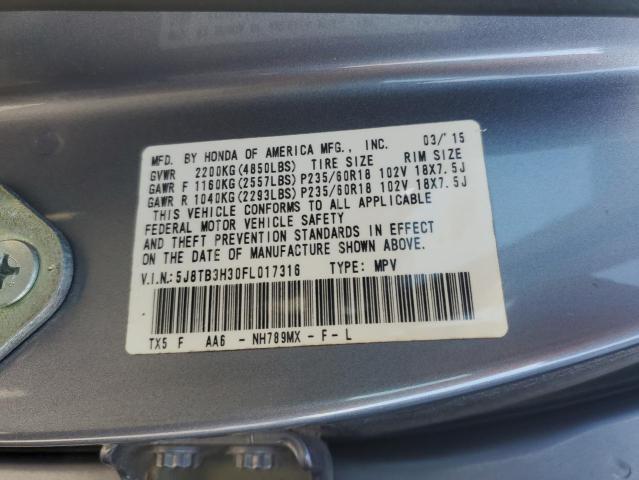 MFD. BY HONDA OF AMERICA MFG., INC. 03/'15
GVWR 2200KG(4850LBS) TIRE SIZE RIM SIZE
GAWR F 1160KG(2557LBS)P235/60R18 102V 18X7.5J
GAWR R 1040KG(2293LBS)P235/60R18 102V 18X7.5J
THIS VEHICLE CONFORMS TO ALL APPLICABLE
FEDERAL MOTOR VEHICLE SAFETY
AND THEFT PREVENTION STANDARDS IN EFFECT
ON THE DATE OF MANUFACTURE SHOWN ABOVE.
V.I.N.:5J8TB3H30FL017316 TYPE: MPV
TX5 F AA6 - NH789MX - F - L